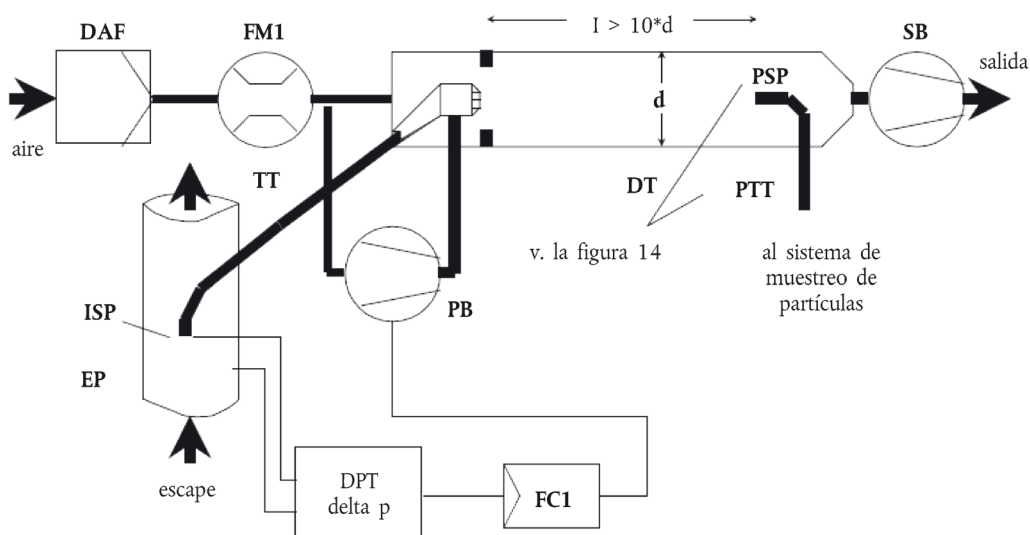 DAF
FM1
l > 10*d
SB
salida
PSP
d
aire
TT
DT
PTT
v. la figura 14
al sistema de
muestreo de
partículas
ISP
PB
EP
escape
DPT
delta p
FC1